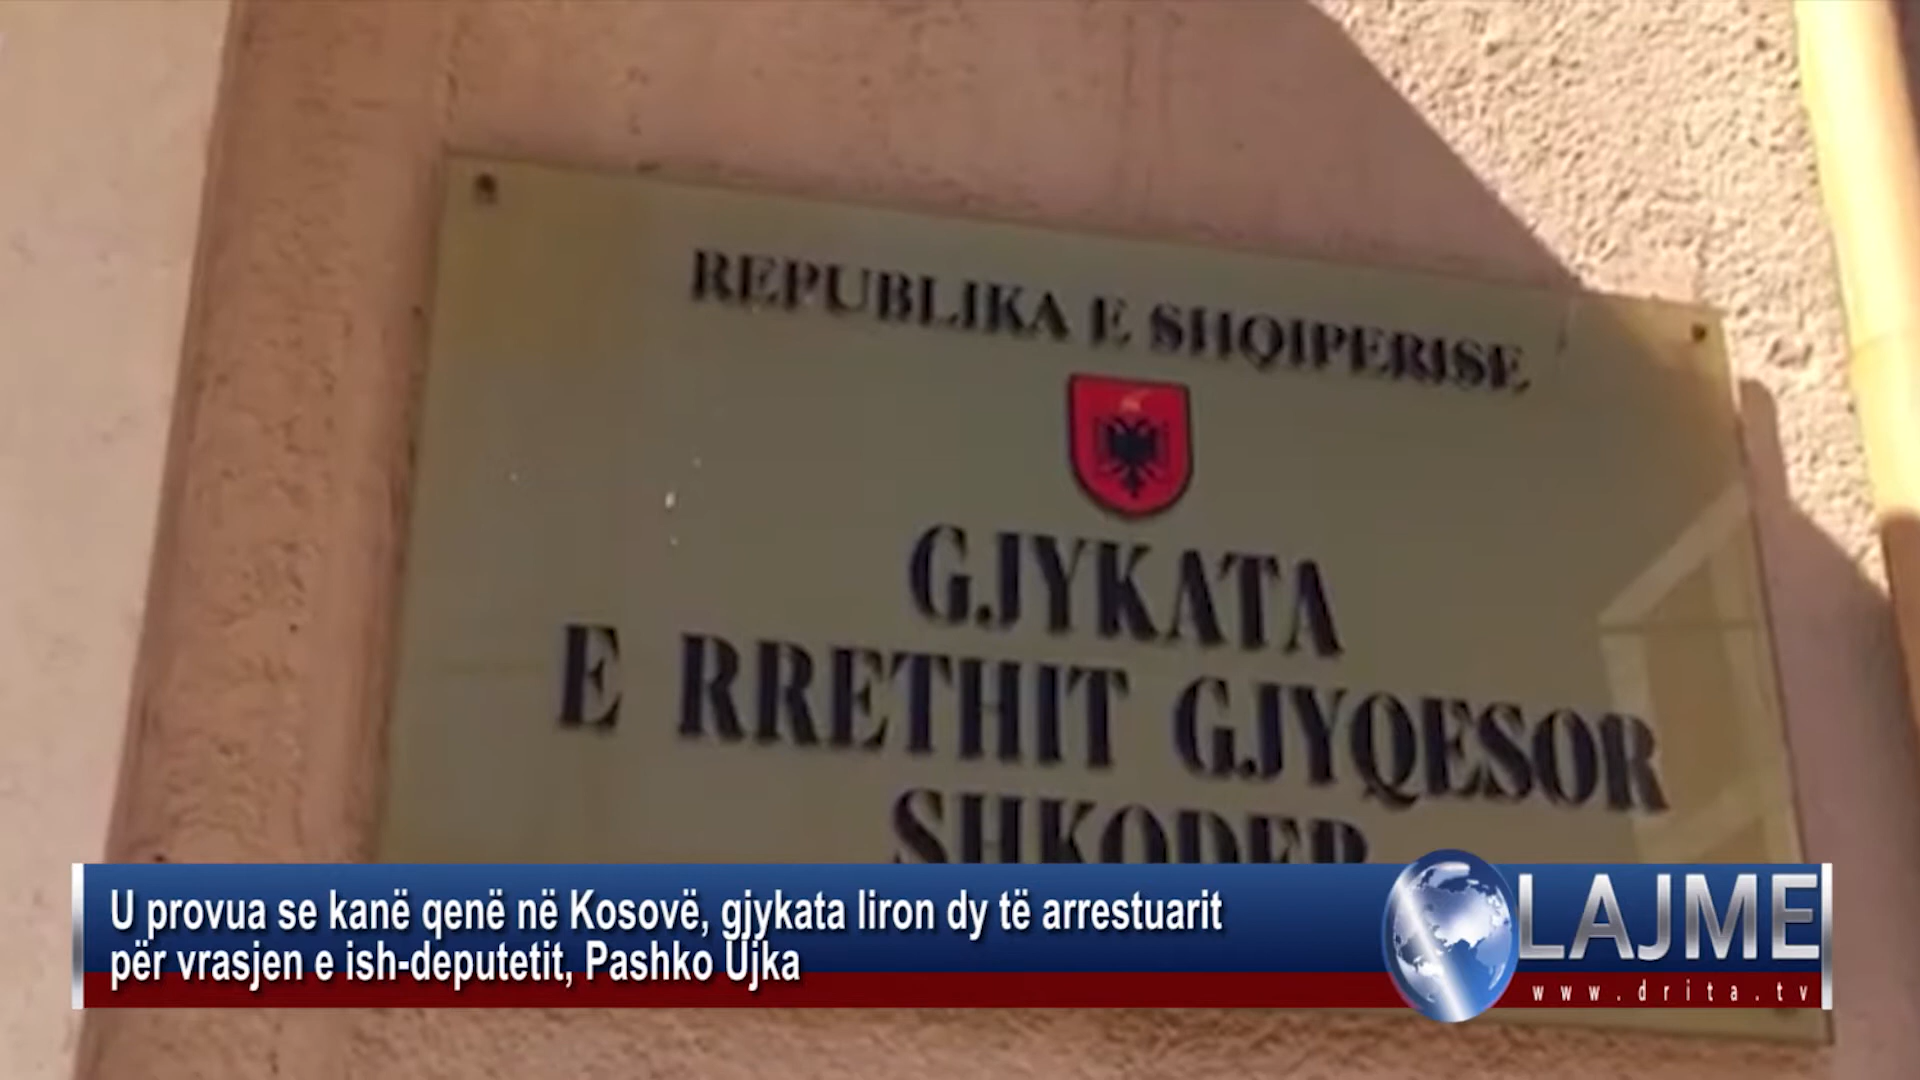 REPUBLIKA E SHQIPERISE
GJYKATA
E RRETHIT GJYQESOR
SHKODER
U provua se kanë qenë në Kosovë, gjykata liron dy të arrestuarit
për vrasjen e ish-deputetit, Pashko Ujka
LAJME
www.drita.tv